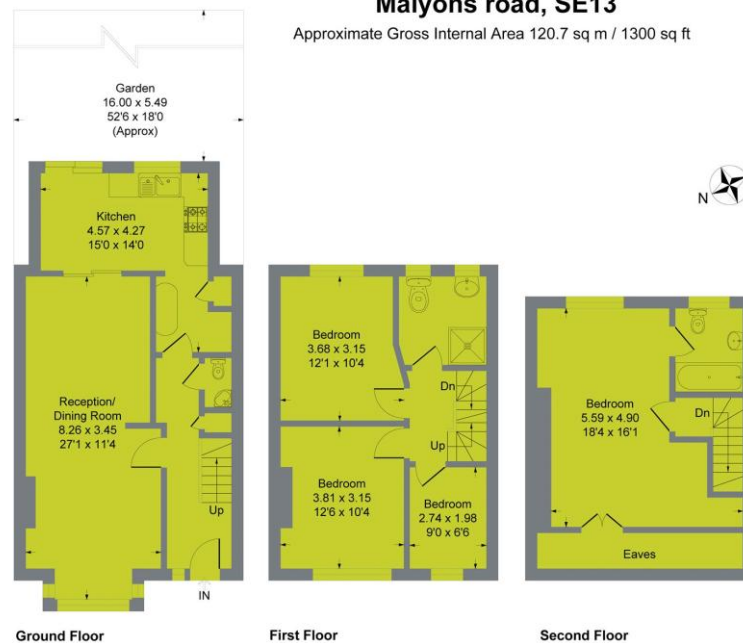 Malyons road, SE13
Approximate Gross Internal Area 120.7 sq m / 1300 sq ft
Garden
16.00 x 5.49
52'6 x 18'0
(Approx)
N
Kitchen
4.57 x 4.27
15'0 x 14'0
Reception/
Dining Room
8.26 x 3.45
27'1 x 11'4
Up
IN
Ground Floor
Bedroom
3.68 x 3.15
12'1 x 10'4
Dn
Up
Bedroom
3.81 x 3.15
12'6 x 10'4
Bedroom
2.74 x 1.98
9'0 x 6'6
First Floor
Bedroom
5.59 x 4.90
18'4 x 16'1
Dn
Eaves
Second Floor